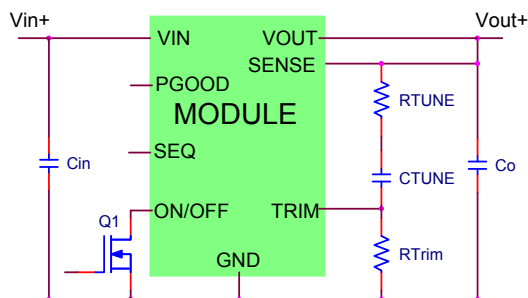 Vin+
Vout+
VIN
VOUT
SENSE
PGOOD
RTUNE
MODULE
SEQ
Cin
CTUNE
Co
Q1
ON/OFF
TRIM
RTrim
GND